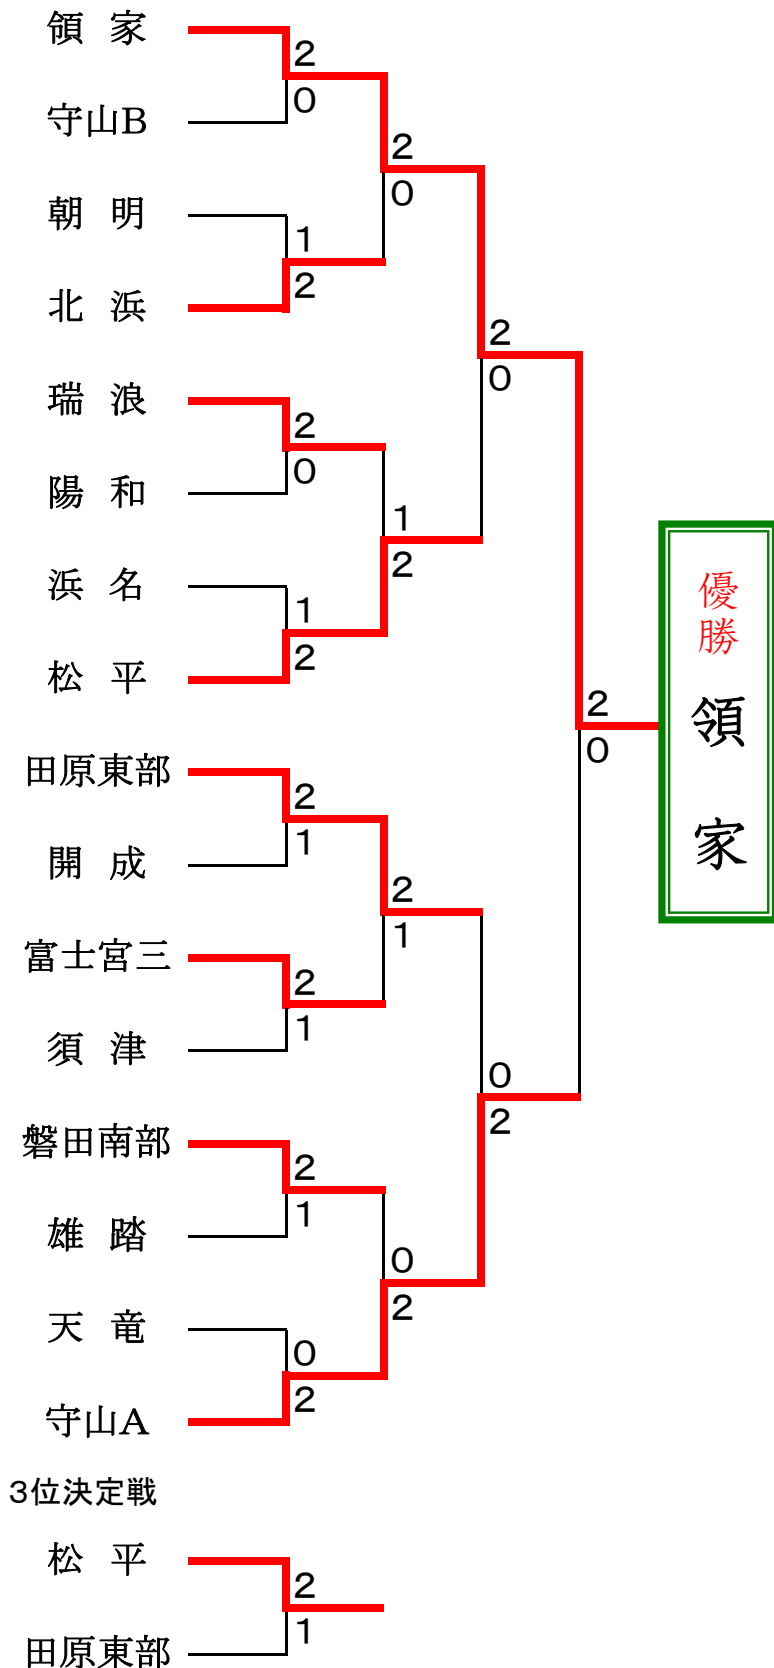 領家
2
守山B
0
2
朝明
0
1
北浜
2
2
瑞浪
0
2
陽和
0
1
浜名
2
1
松平
2
優勝
領家
2
0
田原東部
2
開成
1
2
富士宮三
1
2
須津
1
0
2
磐田南部
2
雄踏
1
0
天竜
2
0
守山A
2
3位決定戦
松平
2
田原東部
1